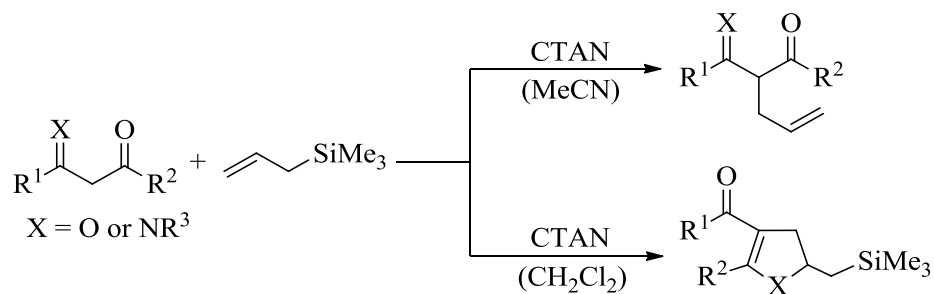 X O
R¹ R²
CTAN
(MeCN)
X O
R¹ R²
+
SiMe₃
X = O or NR³
O
R¹
R²
X
SiMe₃
CTAN
(CH₂Cl₂)